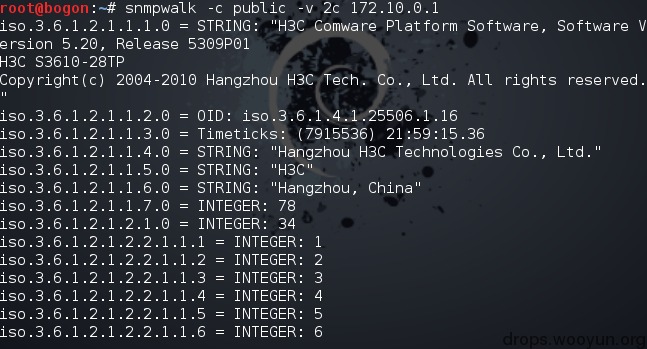 root@bogon:~# snmpwalk -c public -v 2c 172.10.0.1
iso.3.6.1.2.1.1.1.0 = STRING: "H3C Comware Platform Software, Software V
ersion 5.20, Release 5309P01
H3C S3610-28TP
Copyright(c) 2004-2010 Hangzhou H3C Tech. Co., Ltd. All rights reserved.
"
iso.3.6.1.2.1.1.2.0 = OID: iso.3.6.1.4.1.25506.1.16
iso.3.6.1.2.1.1.3.0 = Timeticks: (7915536) 21:59:15.36
iso.3.6.1.2.1.1.4.0 = STRING: "Hangzhou H3C Technologies Co., Ltd."
iso.3.6.1.2.1.1.5.0 = STRING: "H3C"
iso.3.6.1.2.1.1.6.0 = STRING: "Hangzhou, China"
iso.3.6.1.2.1.1.7.0 = INTEGER: 78
iso.3.6.1.2.1.2.1.0 = INTEGER: 34
iso.3.6.1.2.1.2.2.1.1.1 = INTEGER: 1
iso.3.6.1.2.1.2.2.1.1.2 = INTEGER: 2
iso.3.6.1.2.1.2.2.1.1.3 = INTEGER: 3
iso.3.6.1.2.1.2.2.1.1.4 = INTEGER: 4
iso.3.6.1.2.1.2.2.1.1.5 = INTEGER: 5
iso.3.6.1.2.1.2.2.1.1.6 = INTEGER: 6
drops.wooyun.org